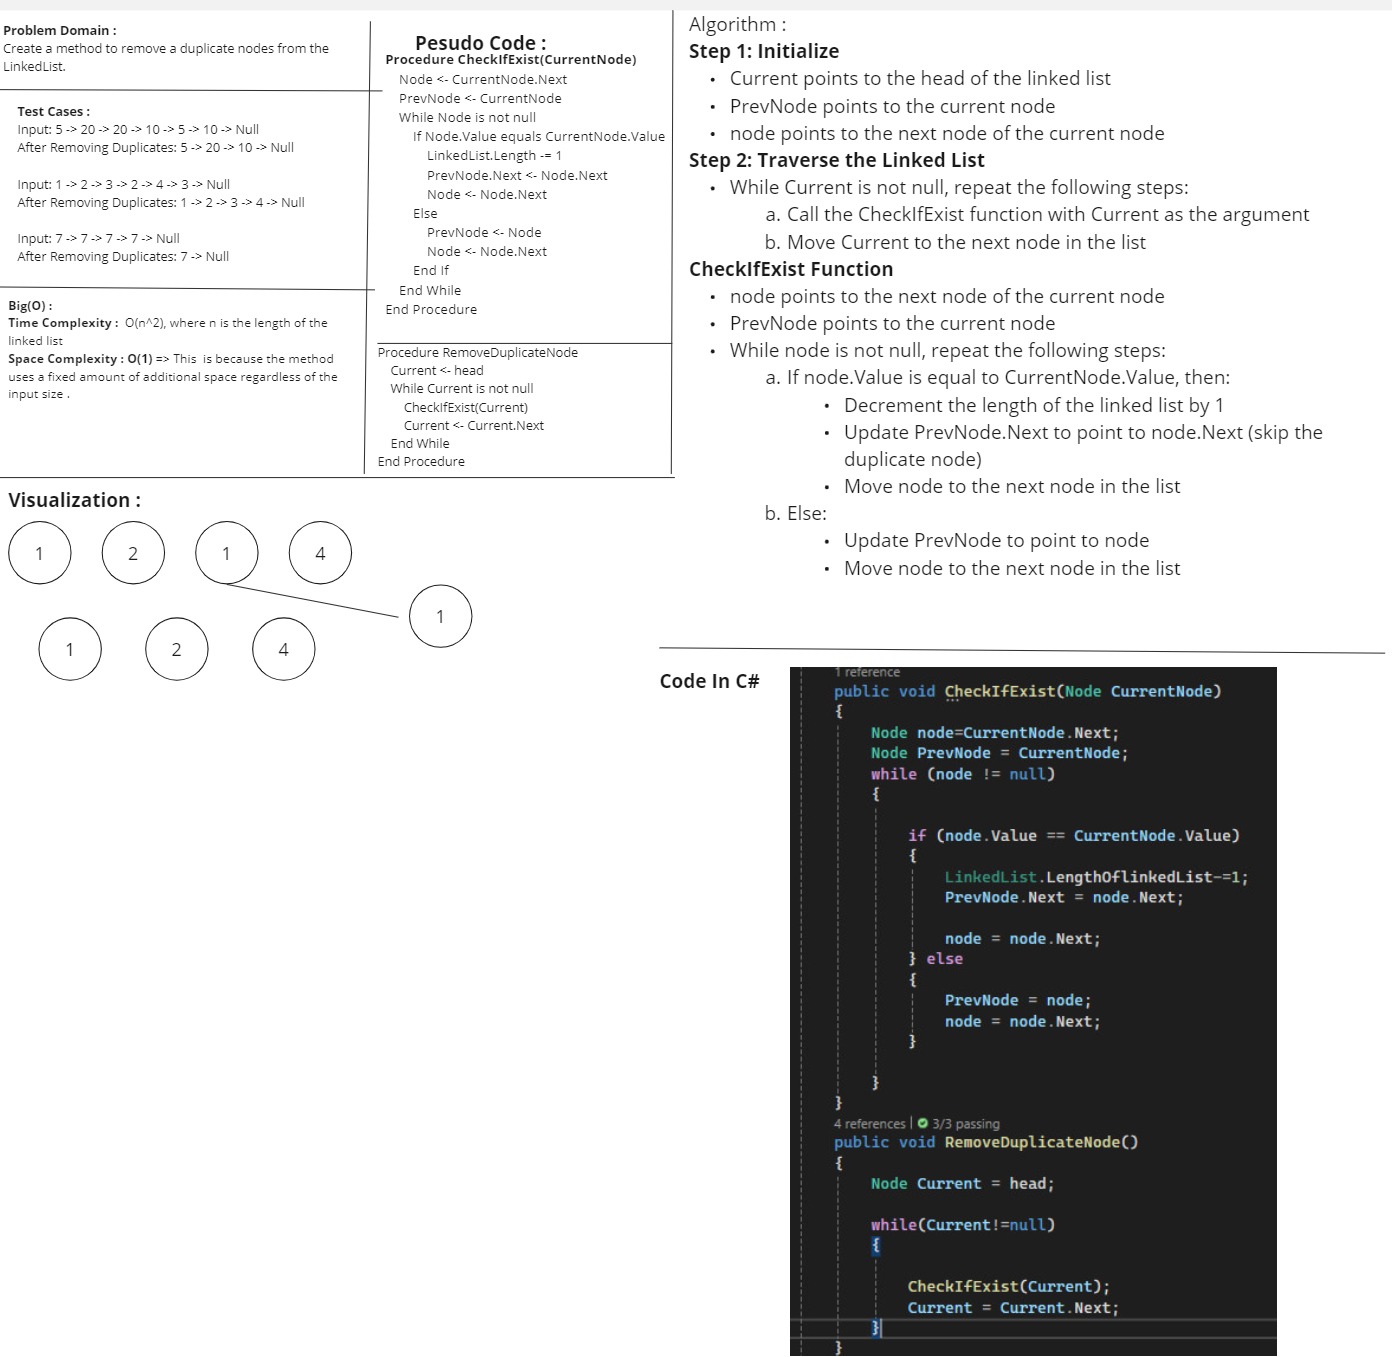 Problem Domain :
Create a method to remove a duplicate nodes from the
LinkedList.
Test Cases :
Input: 5 -> 20 -> 20 -> 10 -> 5 -> 10 -> Null
After Removing Duplicates: 5 -> 20 -> 10 -> Null
Input: 1 -> 2 -> 3 -> 2 -> 4 -> 3 -> Null
After Removing Duplicates: 1 -> 2 -> 3 -> 4 -> Null
Input: 7 -> 7 -> 7 -> 7 -> Null
After Removing Duplicates: 7 -> Null
Big(O) :
Time Complexity : O(n^2), where n is the length of the
linked list
Space Complexity : O(1) => This is because the method
uses a fixed amount of additional space regardless of the
input size .
Pesudo Code :
Procedure CheckIfExist(CurrentNode)
Node <- CurrentNode.Next
PrevNode <- CurrentNode
While Node is not null
If Node.Value equals CurrentNode.Value
LinkedList.Length -= 1
PrevNode.Next <- Node.Next
Node <- Node.Next
Else
PrevNode <- Node
Node <- Node.Next
End If
End While
End Procedure
Procedure RemoveDuplicateNode
Current <- head
While Current is not null
CheckIfExist(Current)
Current <- Current.Next
End While
End Procedure
Algorithm :
Step 1: Initialize
• Current points to the head of the linked list
• PrevNode points to the current node
• node points to the next node of the current node
Step 2: Traverse the Linked List
• While Current is not null, repeat the following steps:
a. Call the CheckIfExist function with Current as the argument
b. Move Current to the next node in the list
CheckIfExist Function
• node points to the next node of the current node
• PrevNode points to the current node
• While node is not null, repeat the following steps:
a. If node.Value is equal to CurrentNode.Value, then:
• Decrement the length of the linked list by 1
• Update PrevNode.Next to point to node.Next (skip the
duplicate node)
• Move node to the next node in the list
b. Else:
• Update PrevNode to point to node
• Move node to the next node in the list
Visualization :
1 2 1 4
1
1 2 4
Code In C#
1 reference
public void CheckIfExist(Node CurrentNode)
{
Node node=CurrentNode.Next;
Node PrevNode = CurrentNode;
while (node != null)
{
if (node.Value == CurrentNode.Value)
{
LinkedList.LengthOflinkedList-=1;
PrevNode.Next = node.Next;
node = node.Next;
} else
{
PrevNode = node;
node = node.Next;
}
}
}
4 references | 3/3 passing
public void RemoveDuplicateNode()
{
Node Current = head;
while(Current!=null)
{
CheckIfExist(Current);
Current = Current.Next;
}
}